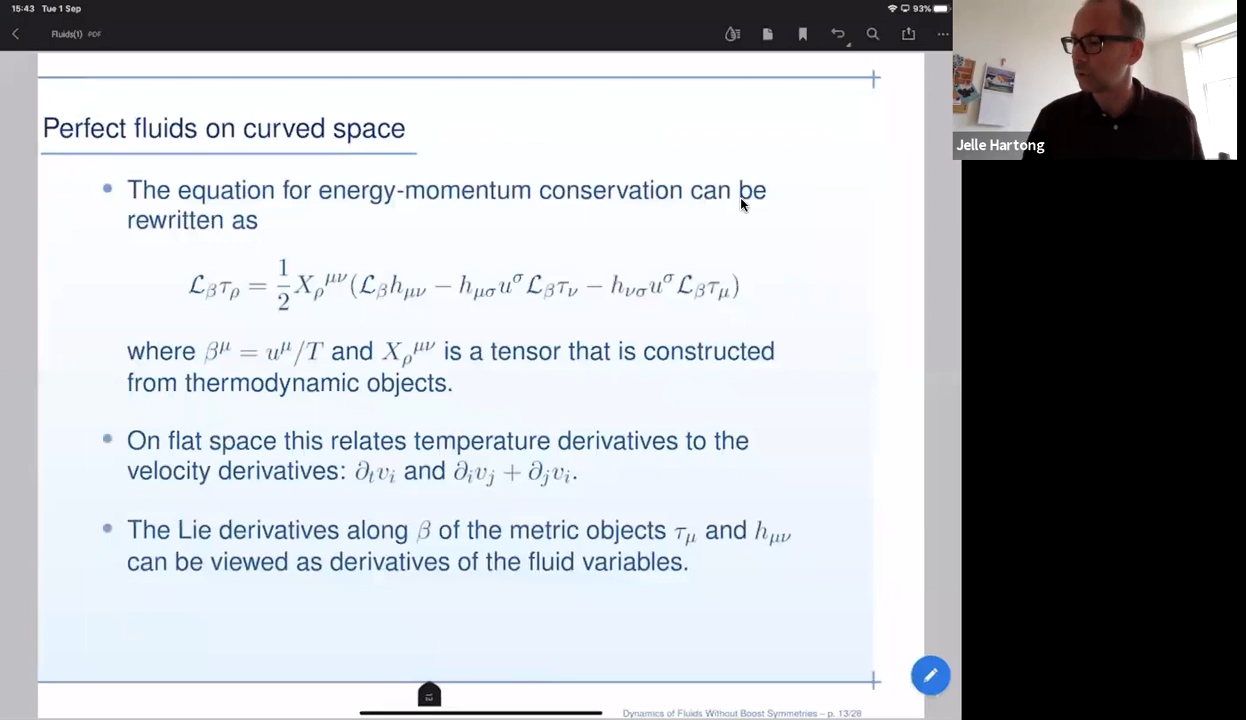 15:43 Tue 1 Sep
93%
Fluids(1) PDF
Jelle Hartong
Perfect fluids on curved space
• The equation for energy-momentum conservation can be
rewritten as
ℒ_β τ_ρ = \frac{1}{2} X_ρ^{μν} (ℒ_β h_{μν} − h_{μσ} u^σ ℒ_β τ_ν − h_{νσ} u^σ ℒ_β τ_μ)
where β^μ = u^μ/T and X_ρ^{μν} is a tensor that is constructed
from thermodynamic objects.
• On flat space this relates temperature derivatives to the
velocity derivatives: ∂_t v_i and ∂_i v_j + ∂_j v_i.
• The Lie derivatives along β of the metric objects τ_μ and h_{μν}
can be viewed as derivatives of the fluid variables.
Dynamics of Fluids Without Boost Symmetries – p. 13/28